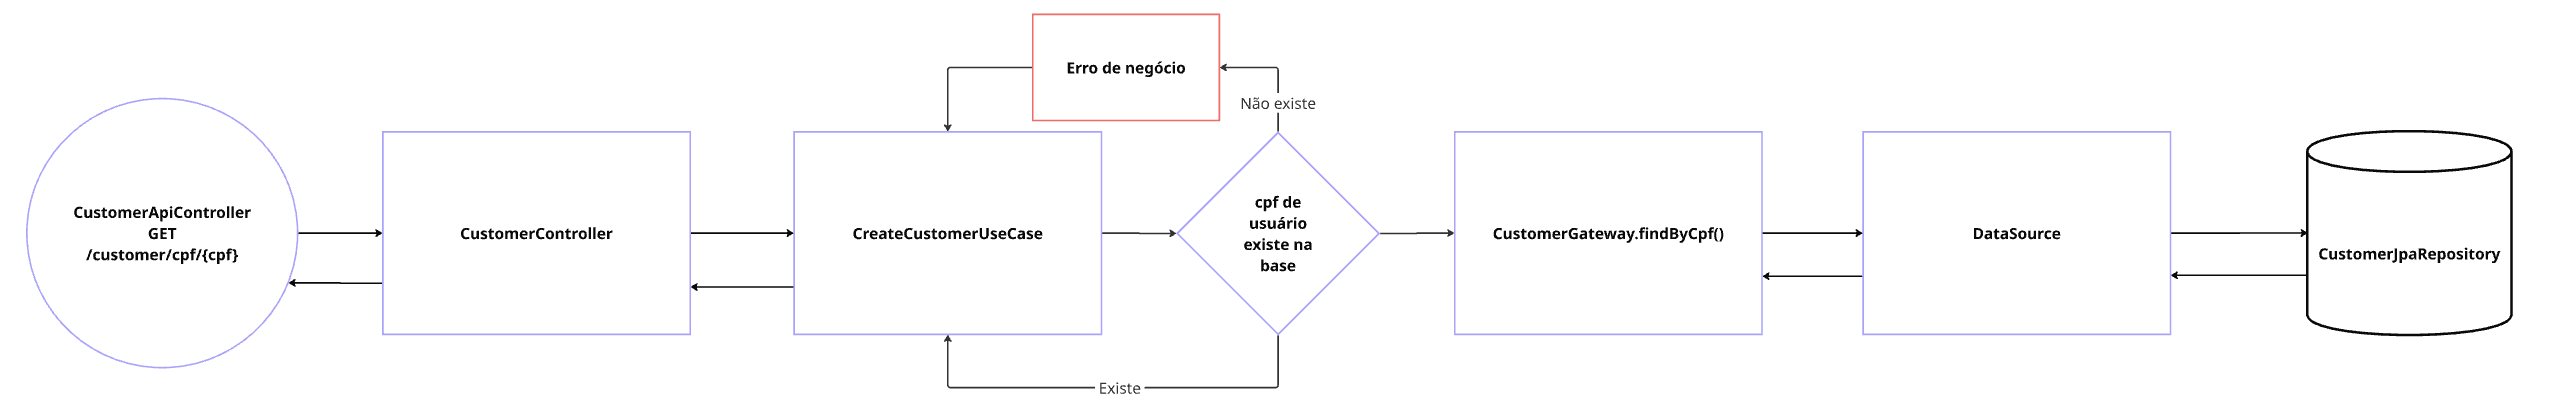 Erro de negócio
Não existe
CustomerApiController
GET
/customer/cpf/{cpf}
CustomerController
CreateCustomerUseCase
cpf de
usuário
existe na
base
CustomerGateway.findByCpf()
DataSource
CustomerJpaRepository
Existe